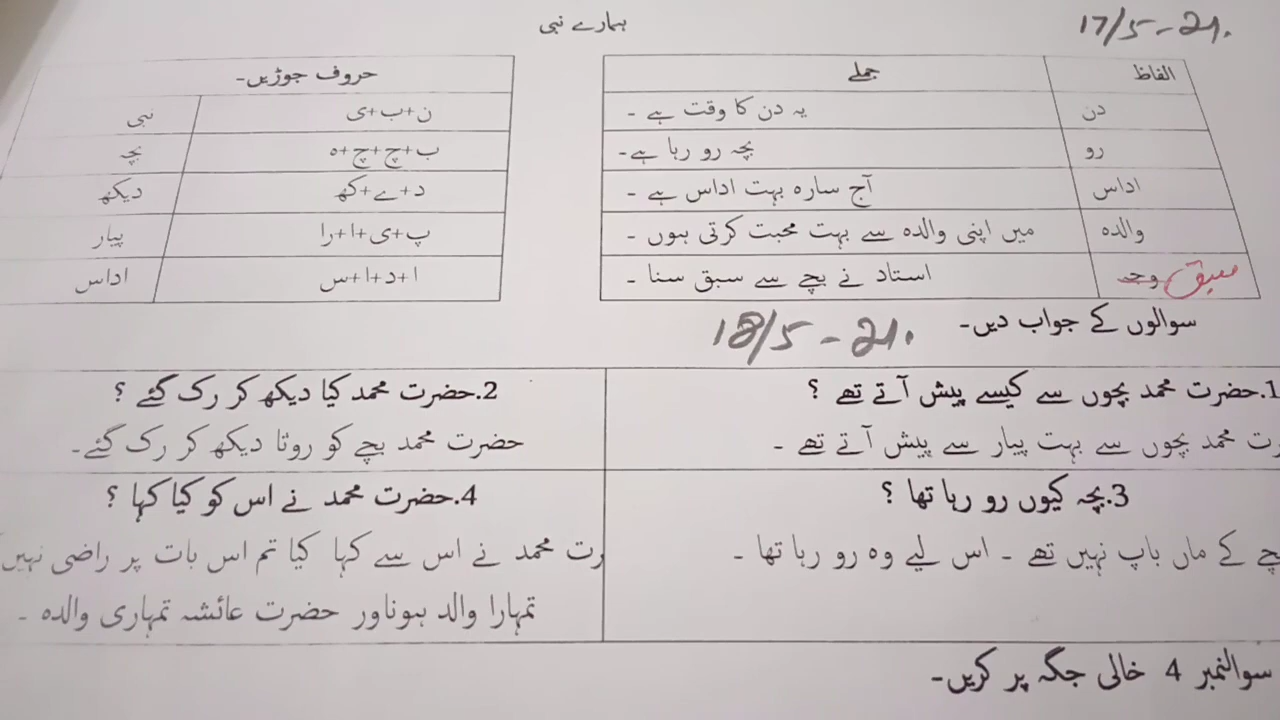 ہمارے نبی
17/5-21.
الفاظ جملے
دن یہ دن کا وقت ہے ۔
رو بچہ رو رہا ہے۔
اداس آج سارہ بہت اداس ہے ۔
والدہ میں اپنی والدہ سے بہت محبت کرتی ہوں ۔
سبق وجہ استاد نے بچے سے سبق سنا ۔
حروف جوڑیں۔
ن+ب+ی نبی
ب+چ+چ+ہ بچہ
د+ے+کھ دیکھ
پ+ی+ا+را پیار
ا+د+ا+س اداس
سوالوں کے جواب دیں۔ 18/5-21.
1.حضرت محمد بچوں سے کیسے پیش آتے تھے ؟
رت محمد بچوں سے بہت پیار سے پیش آتے تھے ۔
2.حضرت محمد کیا دیکھ کر رک گئے ؟
حضرت محمد بچے کو روتا دیکھ کر رک گئے۔
3.بچہ کیوں رو رہا تھا ؟
چے کے ماں باپ نہیں تھے ۔ اس لیے وہ رو رہا تھا ۔
4.حضرت محمد نے اس کو کیا کہا ؟
رت محمد نے اس سے کہا کیا تم اس بات پر راضی نہیں
تمہارا والد ہوناور حضرت عائشہ تمہاری والدہ ۔
سوالنمبر 4 خالی جگہ پر کریں۔